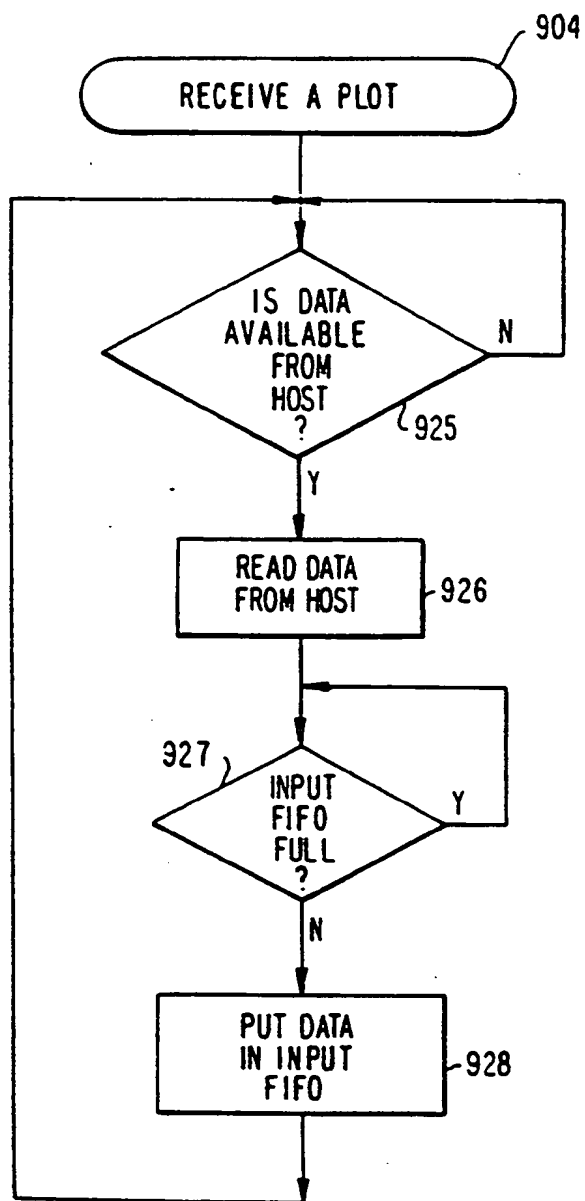 904
RECEIVE A PLOT
IS DATA
AVAILABLE
FROM
HOST
?
N
925
Y
READ DATA
FROM HOST
926
927
INPUT
FIFO
FULL
?
Y
N
PUT DATA
IN INPUT
FIFO
928